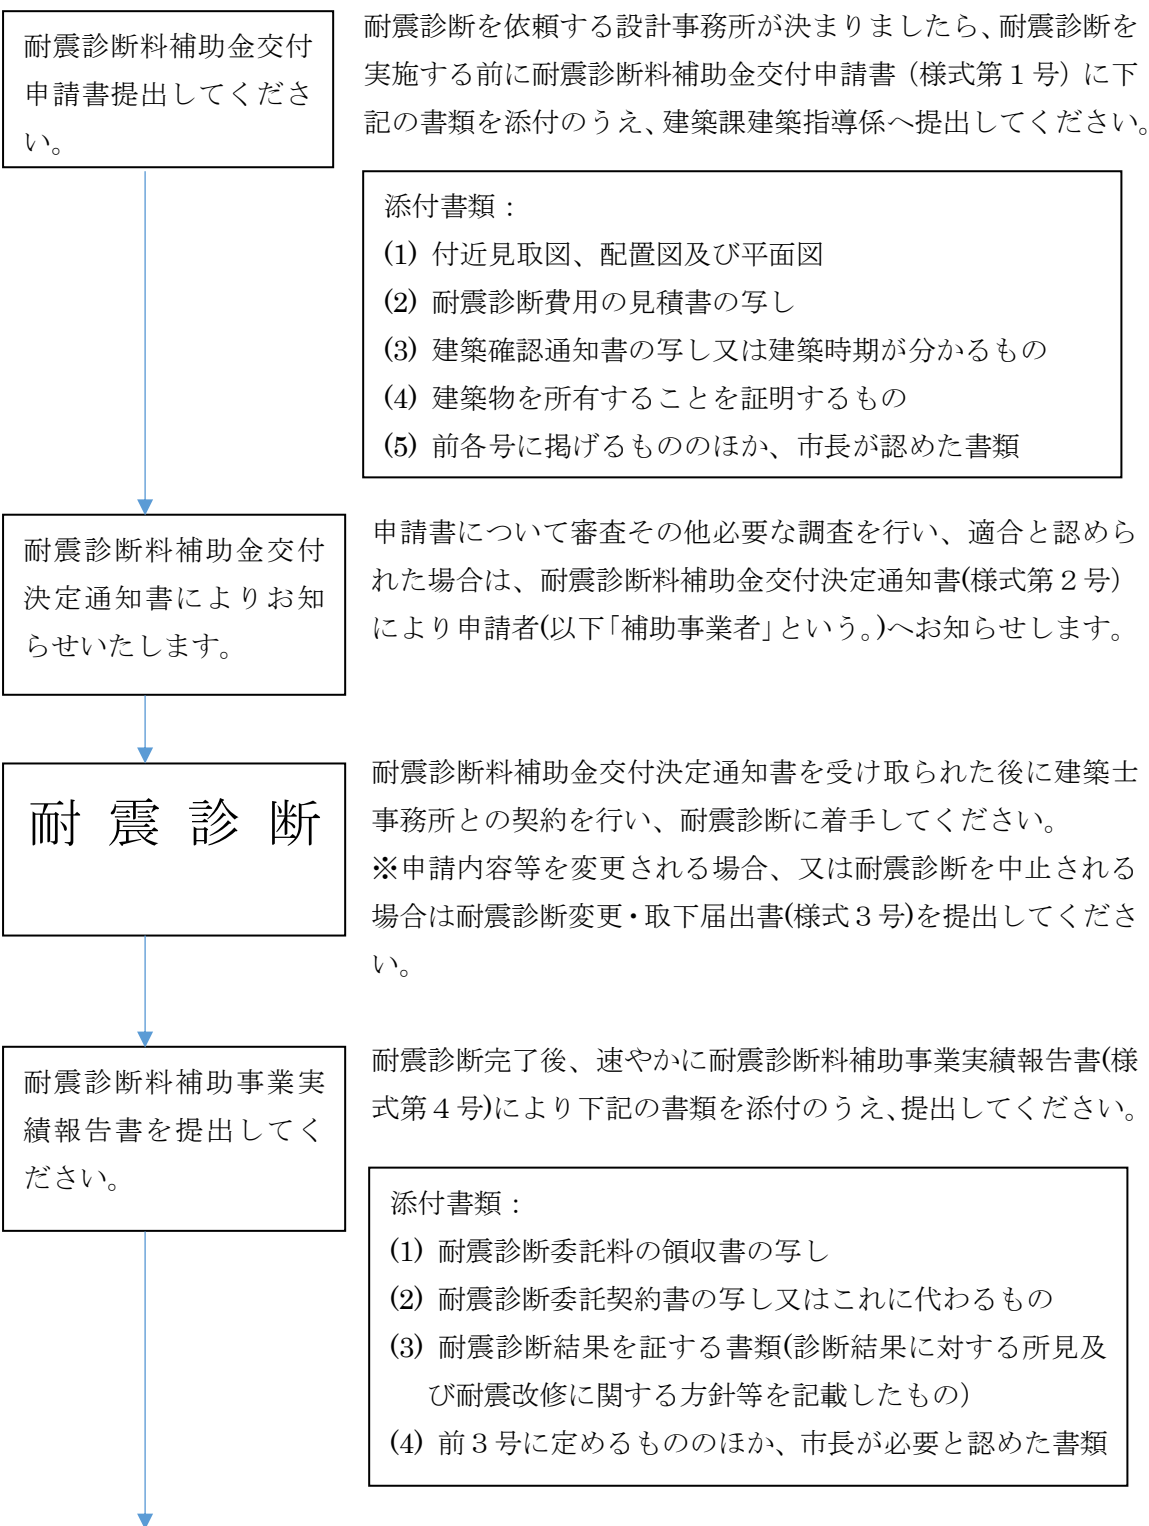 耐震診断料補助金交付
申請書提出してくださ
い。
耐震診断を依頼する設計事務所が決まりましたら、耐震診断を
実施する前に耐震診断料補助金交付申請書（様式第１号）に下
記の書類を添付のうえ、建築課建築指導係へ提出してください。
添付書類：
(1) 付近見取図、配置図及び平面図
(2) 耐震診断費用の見積書の写し
(3) 建築確認通知書の写し又は建築時期が分かるもの
(4) 建築物を所有することを証明するもの
(5) 前各号に掲げるもののほか、市長が認めた書類
耐震診断料補助金交付
決定通知書によりお知
らせいたします。
申請書について審査その他必要な調査を行い、適合と認めら
れた場合は、耐震診断料補助金交付決定通知書(様式第２号）
により申請者(以下「補助事業者」という。)へお知らせします。
耐震診断
耐震診断料補助金交付決定通知書を受け取られた後に建築士
事務所との契約を行い、耐震診断に着手してください。
※申請内容等を変更される場合、又は耐震診断を中止される
場合は耐震診断変更・取下届出書(様式３号)を提出してくださ
い。
耐震診断料補助事業実
績報告書を提出してく
ださい。
耐震診断完了後、速やかに耐震診断料補助事業実績報告書(様
式第４号)により下記の書類を添付のうえ、提出してください。
添付書類：
(1) 耐震診断委託料の領収書の写し
(2) 耐震診断委託契約書の写し又はこれに代わるもの
(3) 耐震診断結果を証する書類(診断結果に対する所見及
び耐震改修に関する方針等を記載したもの）
(4) 前３号に定めるもののほか、市長が必要と認めた書類